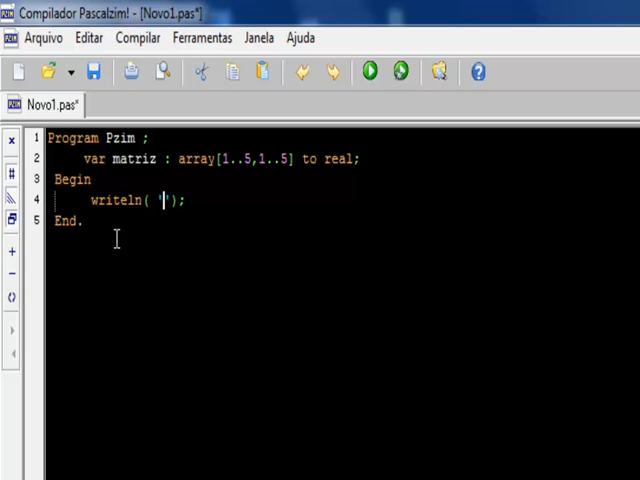 Compilador Pascalzim! - [Novo1.pas*]
Arquivo Editar Compilar Ferramentas Janela Ajuda
Novo1.pas*
1 Program Pzim ;
2 var matriz : array[1..5,1..5] to real;
3 Begin
4 writeln( '');
5 End.